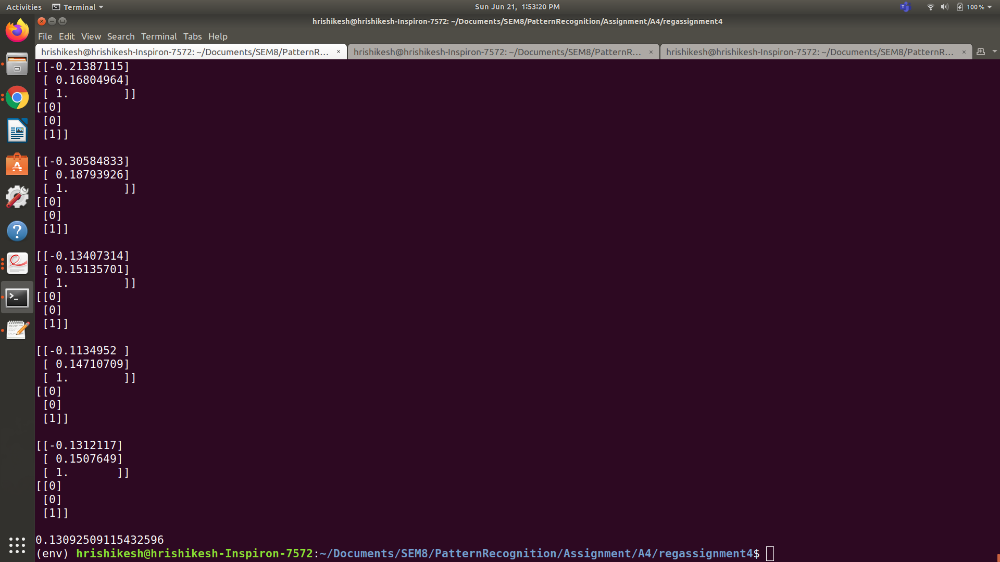 Activities Terminal Sun Jun 21, 1:53:20 PM 100 %
hrishikesh@hrishikesh-Inspiron-7572: ~/Documents/SEM8/PatternRecognition/Assignment/A4/regassignment4
File Edit View Search Terminal Tabs Help
hrishikesh@hrishikesh-Inspiron-7572: ~/Documents/SEM8/PatternR... × hrishikesh@hrishikesh-Inspiron-7572: ~/Documents/SEM8/PatternR... × hrishikesh@hrishikesh-Inspiron-7572: ~/Documents/SEM8/PatternR... ×
[[-0.21387115]
 [ 0.16804964]
 [ 1.        ]]
[[0]
 [0]
 [1]]
[[-0.30584833]
 [ 0.18793926]
 [ 1.        ]]
[[0]
 [0]
 [1]]
[[-0.13407314]
 [ 0.15135701]
 [ 1.        ]]
[[0]
 [0]
 [1]]
[[-0.1134952 ]
 [ 0.14710709]
 [ 1.        ]]
[[0]
 [0]
 [1]]
[[-0.1312117]
 [ 0.1507649]
 [ 1.       ]]
[[0]
 [0]
 [1]]
0.13092509115432596
(env) hrishikesh@hrishikesh-Inspiron-7572:~/Documents/SEM8/PatternRecognition/Assignment/A4/regassignment4$